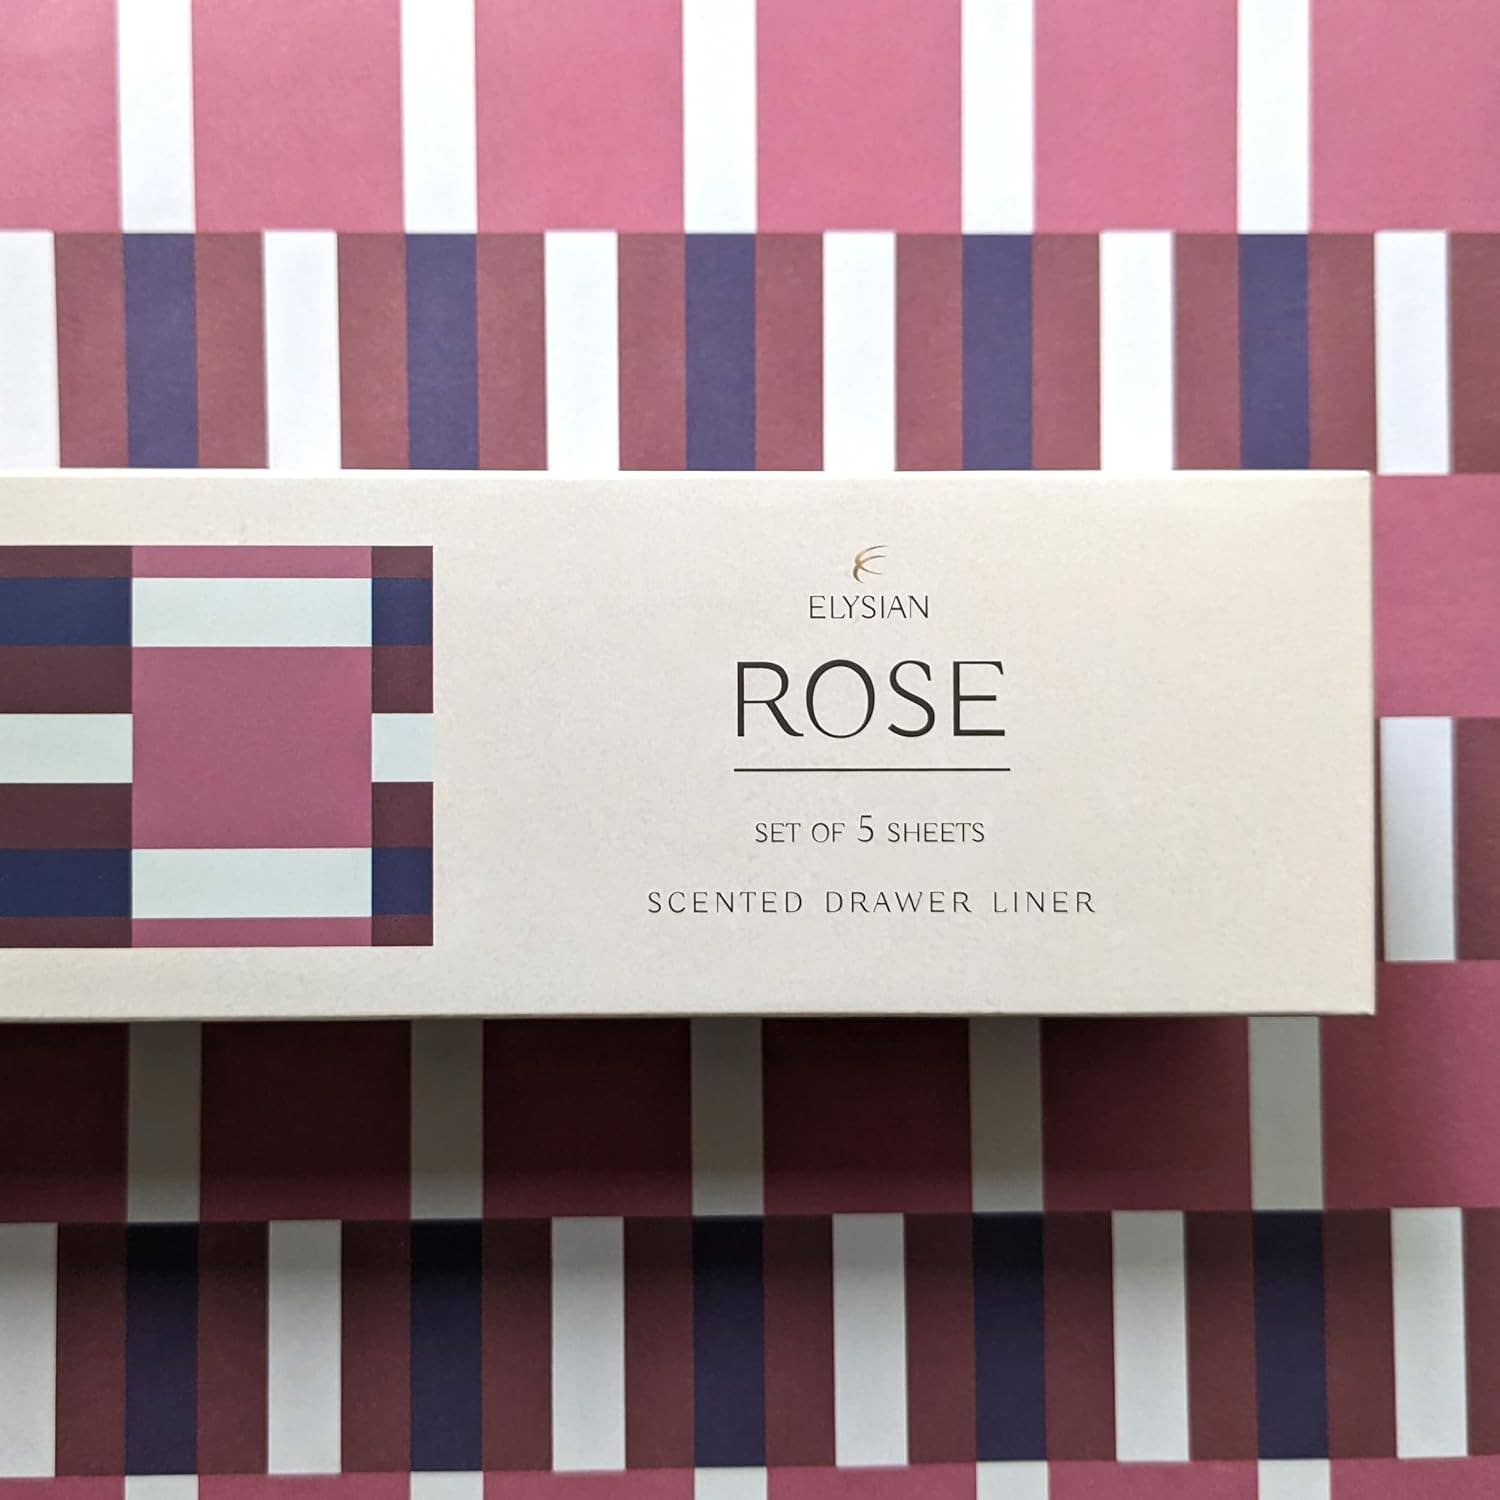 ELYSIAN
ROSE
SET OF 5 SHEETS
SCENTED DRAWER LINER